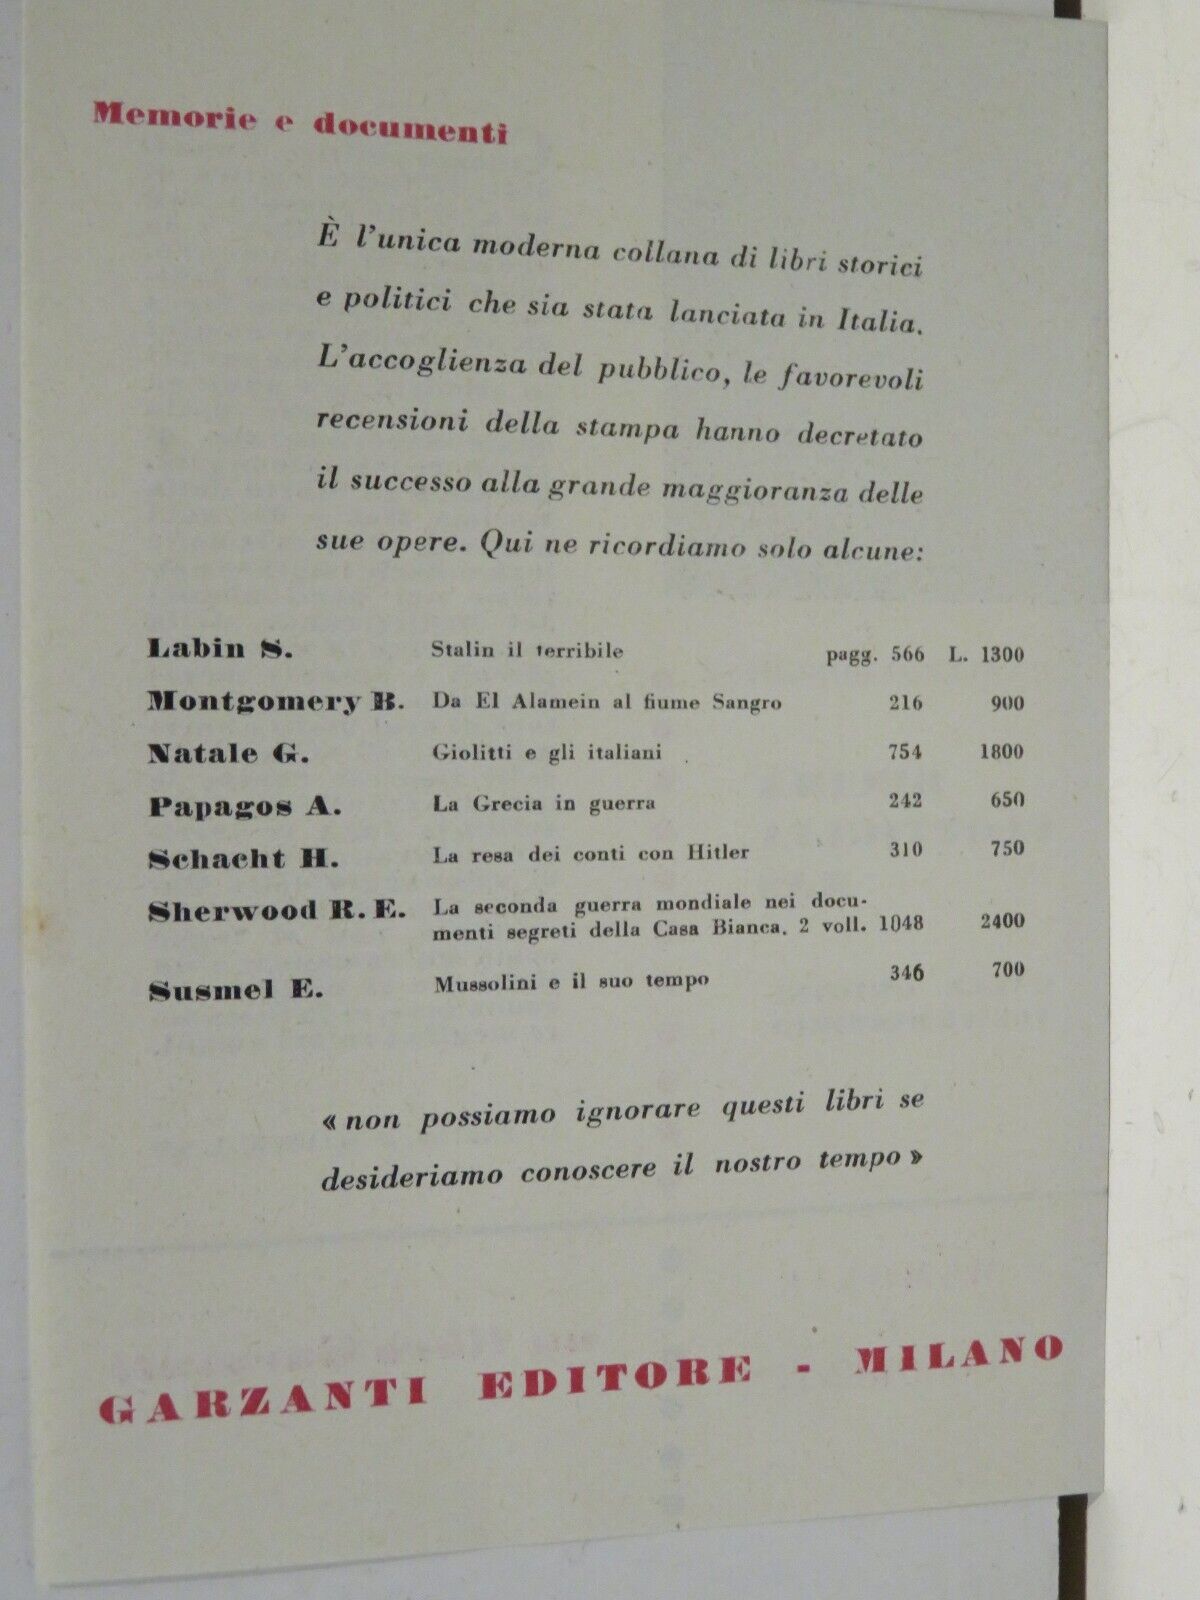 Memorie e documenti
È l'unica moderna collana di libri storici
e politici che sia stata lanciata in Italia.
L'accoglienza del pubblico, le favorevoli
recensioni della stampa hanno decretato
il successo alla grande maggioranza delle
sue opere. Qui ne ricordiamo solo alcune:
Labin S. Stalin il terribile pagg. 566 L. 1300
Montgomery B. Da El Alamein al fiume Sangro 216 900
Natale G. Giolitti e gli italiani 754 1800
Papagos A. La Grecia in guerra 242 650
Schacht H. La resa dei conti con Hitler 310 750
Sherwood R. E. La seconda guerra mondiale nei docu-
menti segreti della Casa Bianca. 2 voll. 1048 2400
Susmel E. Mussolini e il suo tempo 346 700
« non possiamo ignorare questi libri se
desideriamo conoscere il nostro tempo »
GARZANTI EDITORE - MILANO